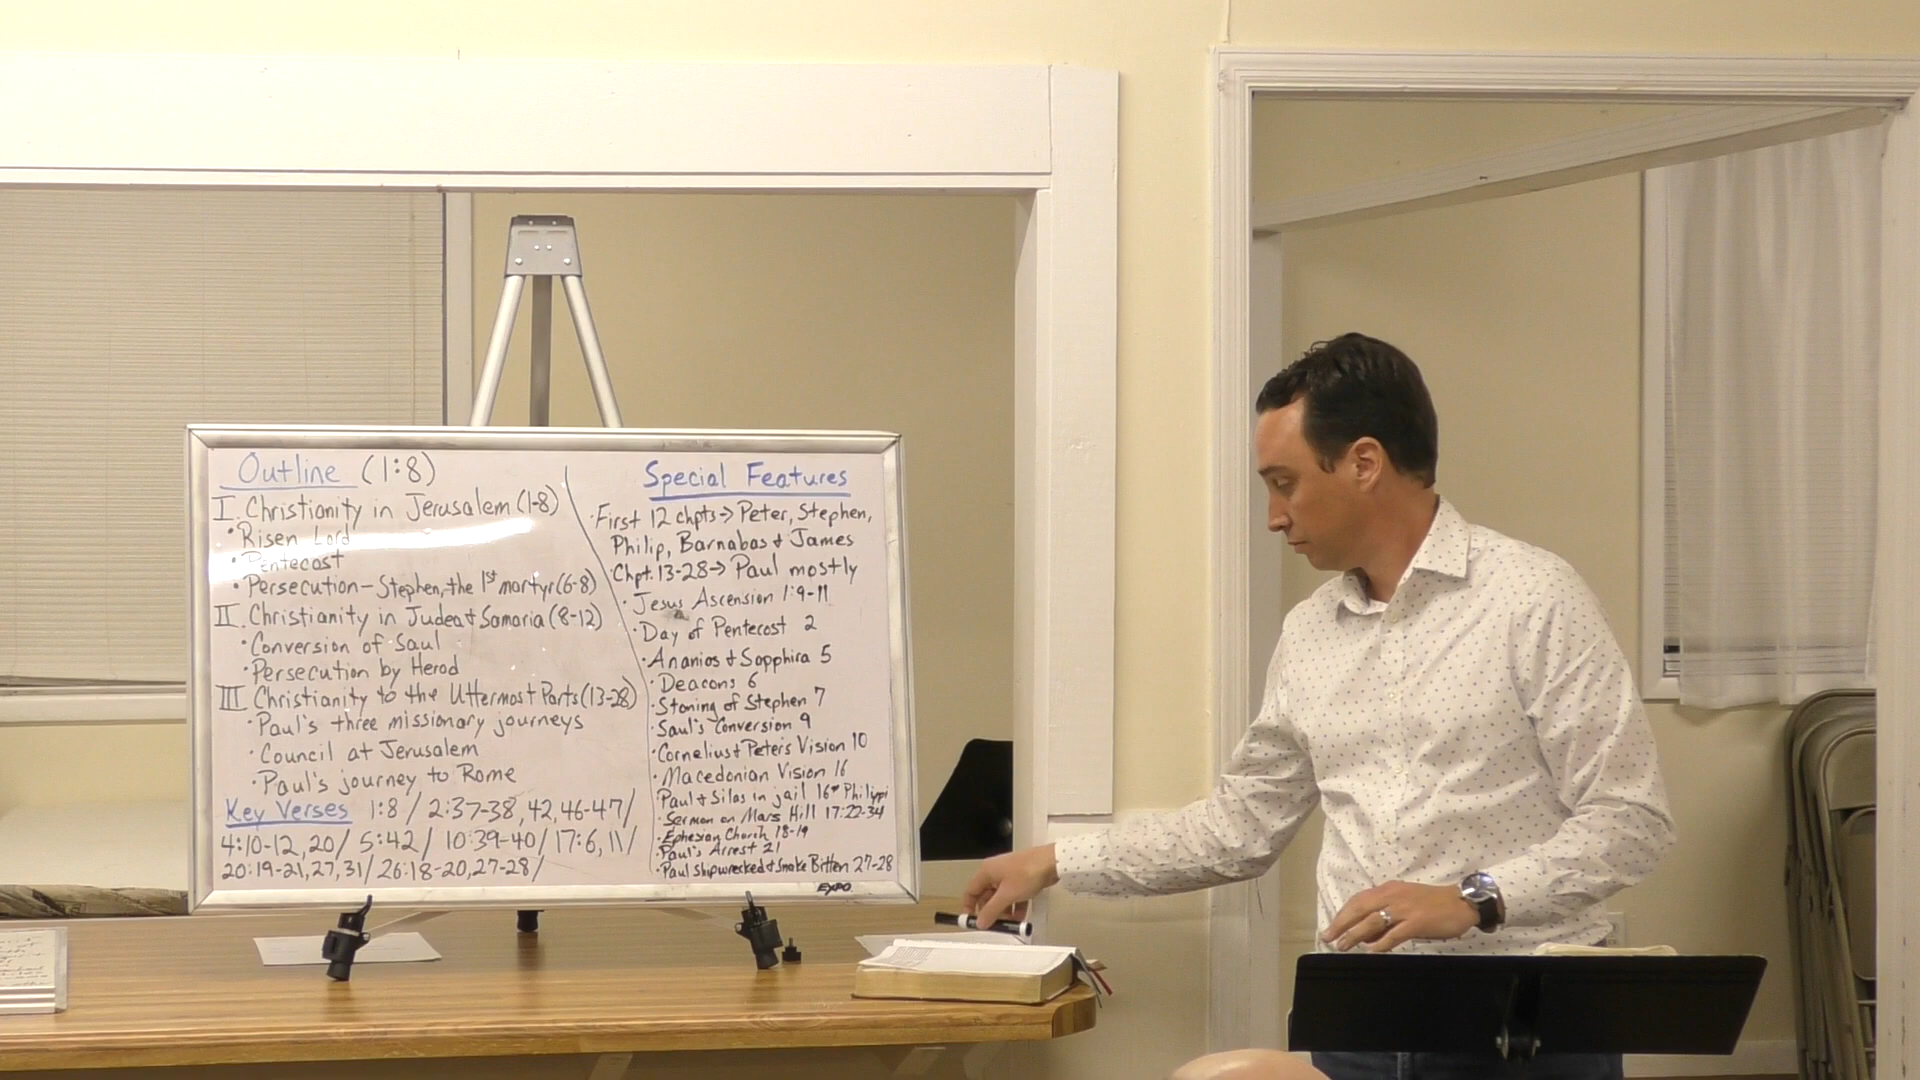 Outline (1:8)
I. Christianity in Jerusalem (1-8)
• Risen Lord
• Pentecost
• Persecution - Stephen, the 1st martyr (6-8)
II. Christianity in Judea & Samaria (8-12)
• Conversion of Saul
• Persecution by Herod
III. Christianity to the Uttermost Parts (13-28)
• Paul's three missionary journeys
• Council at Jerusalem
• Paul's journey to Rome
Key Verses 1:8 / 2:37-38, 42, 46-47 /
4:10-12, 20 / 5:42 / 10:39-40 / 17:6, 11 /
20:19-21, 27, 31 / 26:18-20, 27-28 /
Special Features
• First 12 chpts → Peter, Stephen,
Philip, Barnabas & James
• Chpt. 13-28 → Paul mostly
• Jesus Ascension 1:9-11
• Day of Pentecost 2
• Ananias & Sapphira 5
• Deacons 6
• Stoning of Stephen 7
• Saul's Conversion 9
• Cornelius & Peter's Vision 10
• Macedonian Vision 16
• Paul & Silas in jail 16 Philippi
• Sermon on Mars Hill 17:22-34
• Ephesian Church 18-19
• Paul's Arrest 21
• Paul shipwrecked & Snake Bitten 27-28
EXPO